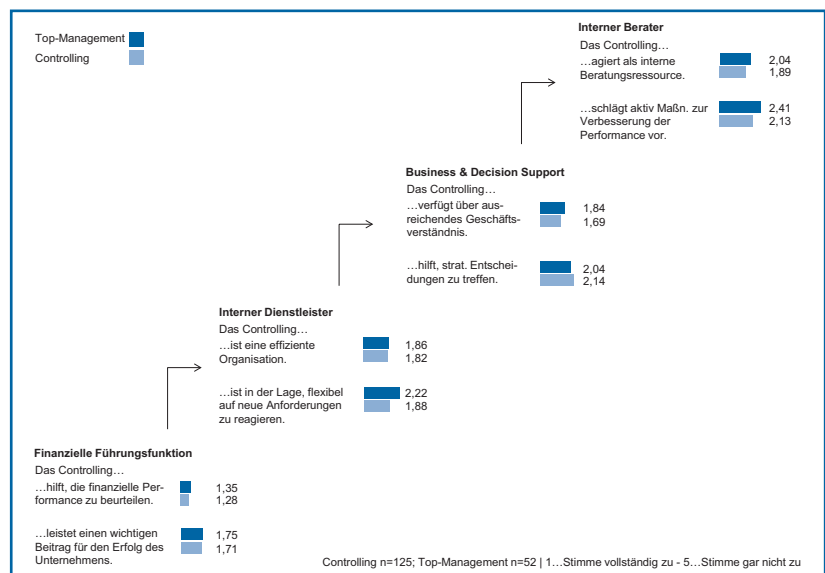 Top-Management
Controlling
Interner Berater
Das Controlling…
…agiert als interne
Beratungsressource.
2,04
1,89
…schlägt aktiv Maßn. zur
Verbesserung der
Performance vor.
2,41
2,13
Business & Decision Support
Das Controlling…
…verfügt über aus-
reichendes Geschäfts-
verständnis.
1,84
1,69
…hilft, strat. Entschei-
dungen zu treffen.
2,04
2,14
Interner Dienstleister
Das Controlling…
…ist eine effiziente
Organisation.
1,86
1,82
…ist in der Lage, flexibel
auf neue Anforderungen
zu reagieren.
2,22
1,88
Finanzielle Führungsfunktion
Das Controlling…
…hilft, die finanzielle Per-
formance zu beurteilen.
1,35
1,28
…leistet einen wichtigen
Beitrag für den Erfolg des
Unternehmens.
1,75
1,71
Controlling n=125; Top-Management n=52 | 1…Stimme vollständig zu - 5…Stimme gar nicht zu